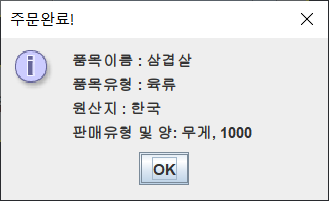 주문완료!
품목이름 : 삼겹살
품목유형 : 육류
원산지 : 한국
판매유형 및 양: 무게, 1000
OK